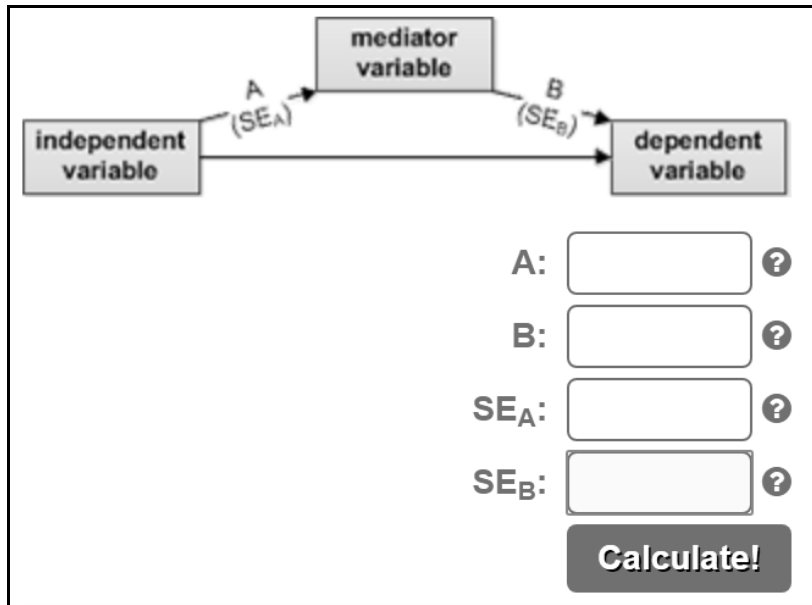 mediator
variable
A
(SEA)
B
(SEB)
independent
variable
dependent
variable
A:
?
B:
?
SEA:
?
SEB:
?
Calculate!